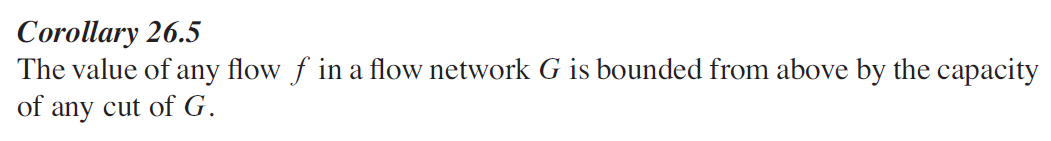 Corollary 26.5
The value of any flow f in a flow network G is bounded from above by the capacity
of any cut of G.